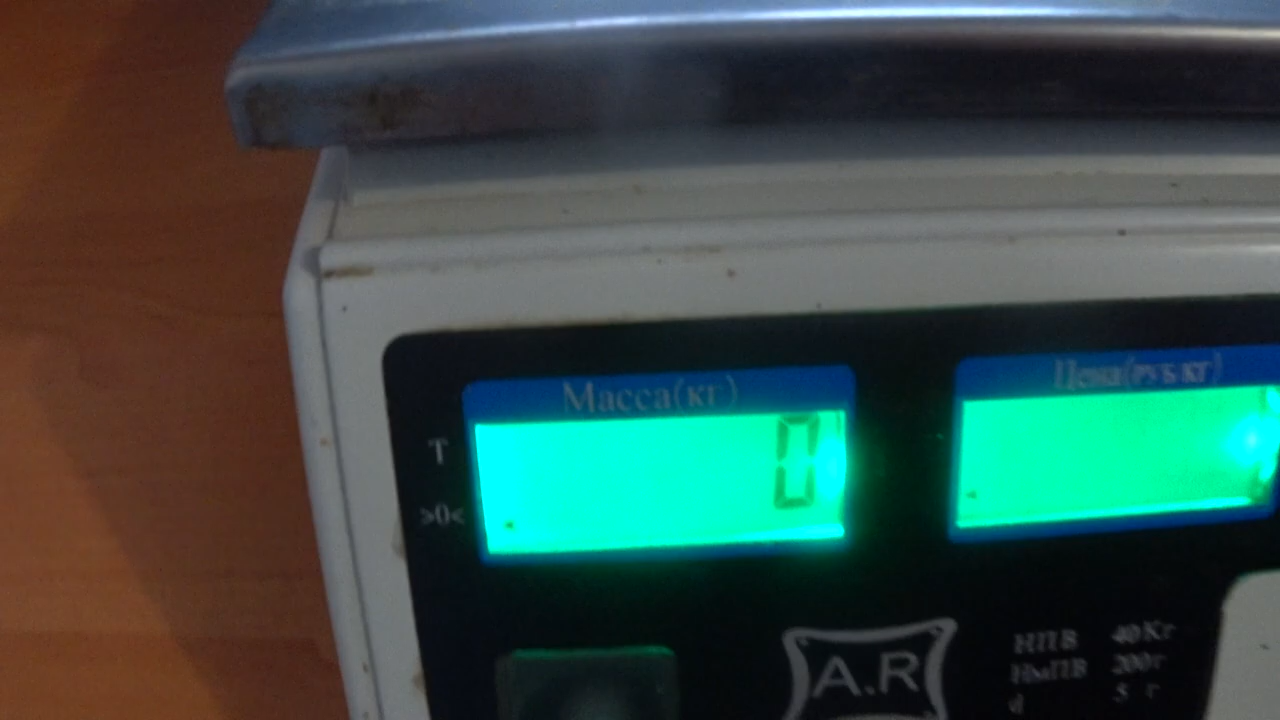 Масса(кг)
Цена(руб/кг)
0
T
>0<
A.R
НПВ 40Кг
НмПВ 200г
d 5 г